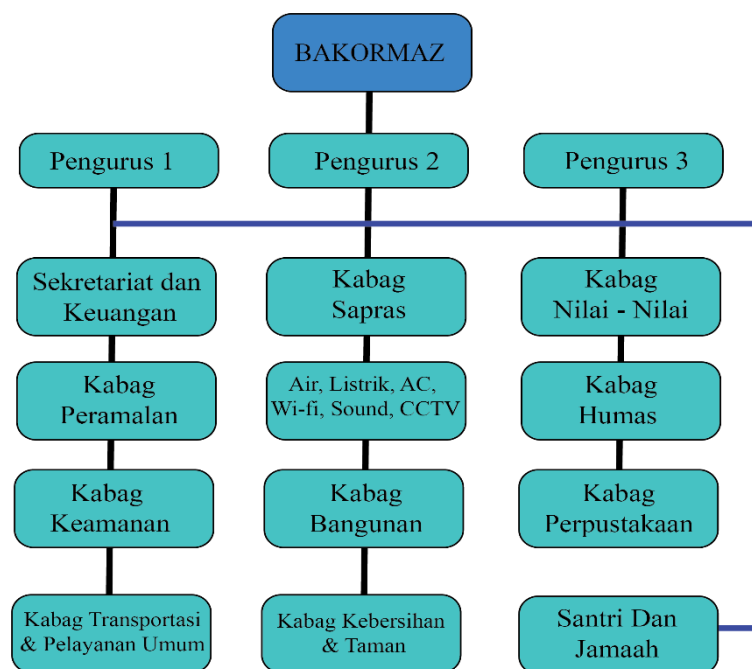 BAKORMAZ
Pengurus 1
Pengurus 2
Pengurus 3
Sekretariat dan
Keuangan
Kabag
Sapras
Kabag
Nilai - Nilai
Kabag
Peramalan
Air, Listrik, AC,
Wi-fi, Sound, CCTV
Kabag
Humas
Kabag
Keamanan
Kabag
Bangunan
Kabag
Perpustakaan
Kabag Transportasi
& Pelayanan Umum
Kabag Kebersihan
& Taman
Santri Dan
Jamaah